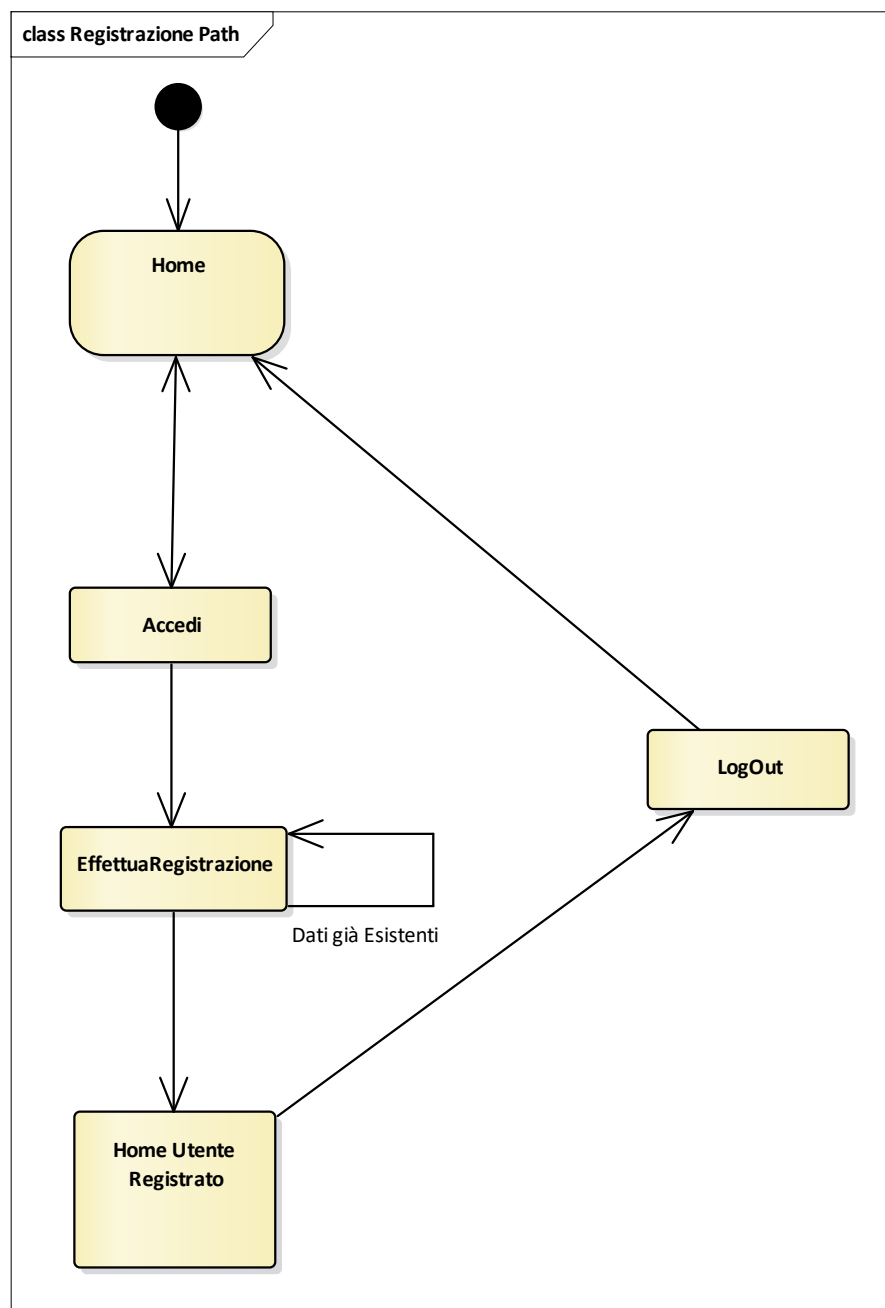 class Registrazione Path
Home
Accedi
LogOut
EffettuaRegistrazione
Dati già Esistenti
Home Utente
Registrato